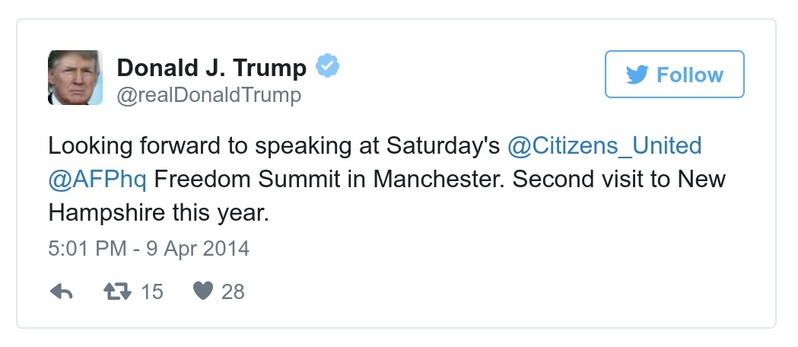 Donald J. Trump
@realDonaldTrump
Follow
Looking forward to speaking at Saturday's @Citizens_United
@AFPhq Freedom Summit in Manchester. Second visit to New
Hampshire this year.
5:01 PM - 9 Apr 2014
15 28